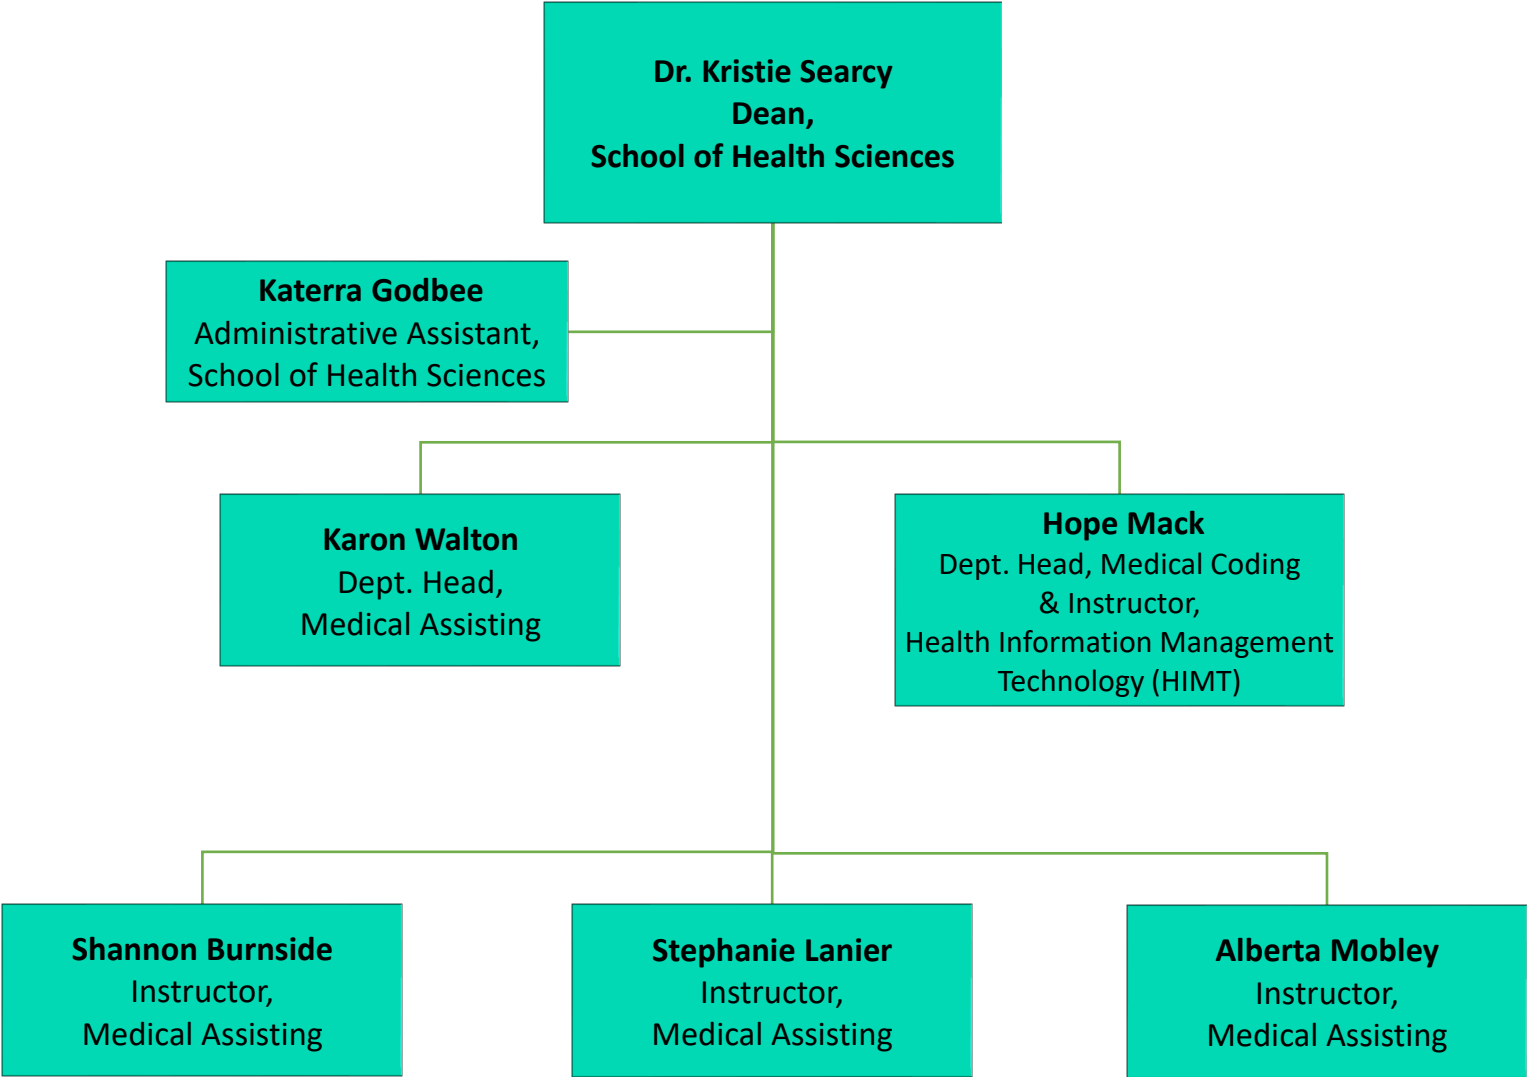 Dr. Kristie Searcy
Dean,
School of Health Sciences
Katerra Godbee
Administrative Assistant,
School of Health Sciences
Karon Walton
Dept. Head,
Medical Assisting
Hope Mack
Dept. Head, Medical Coding
& Instructor,
Health Information Management
Technology (HIMT)
Shannon Burnside
Instructor,
Medical Assisting
Stephanie Lanier
Instructor,
Medical Assisting
Alberta Mobley
Instructor,
Medical Assisting